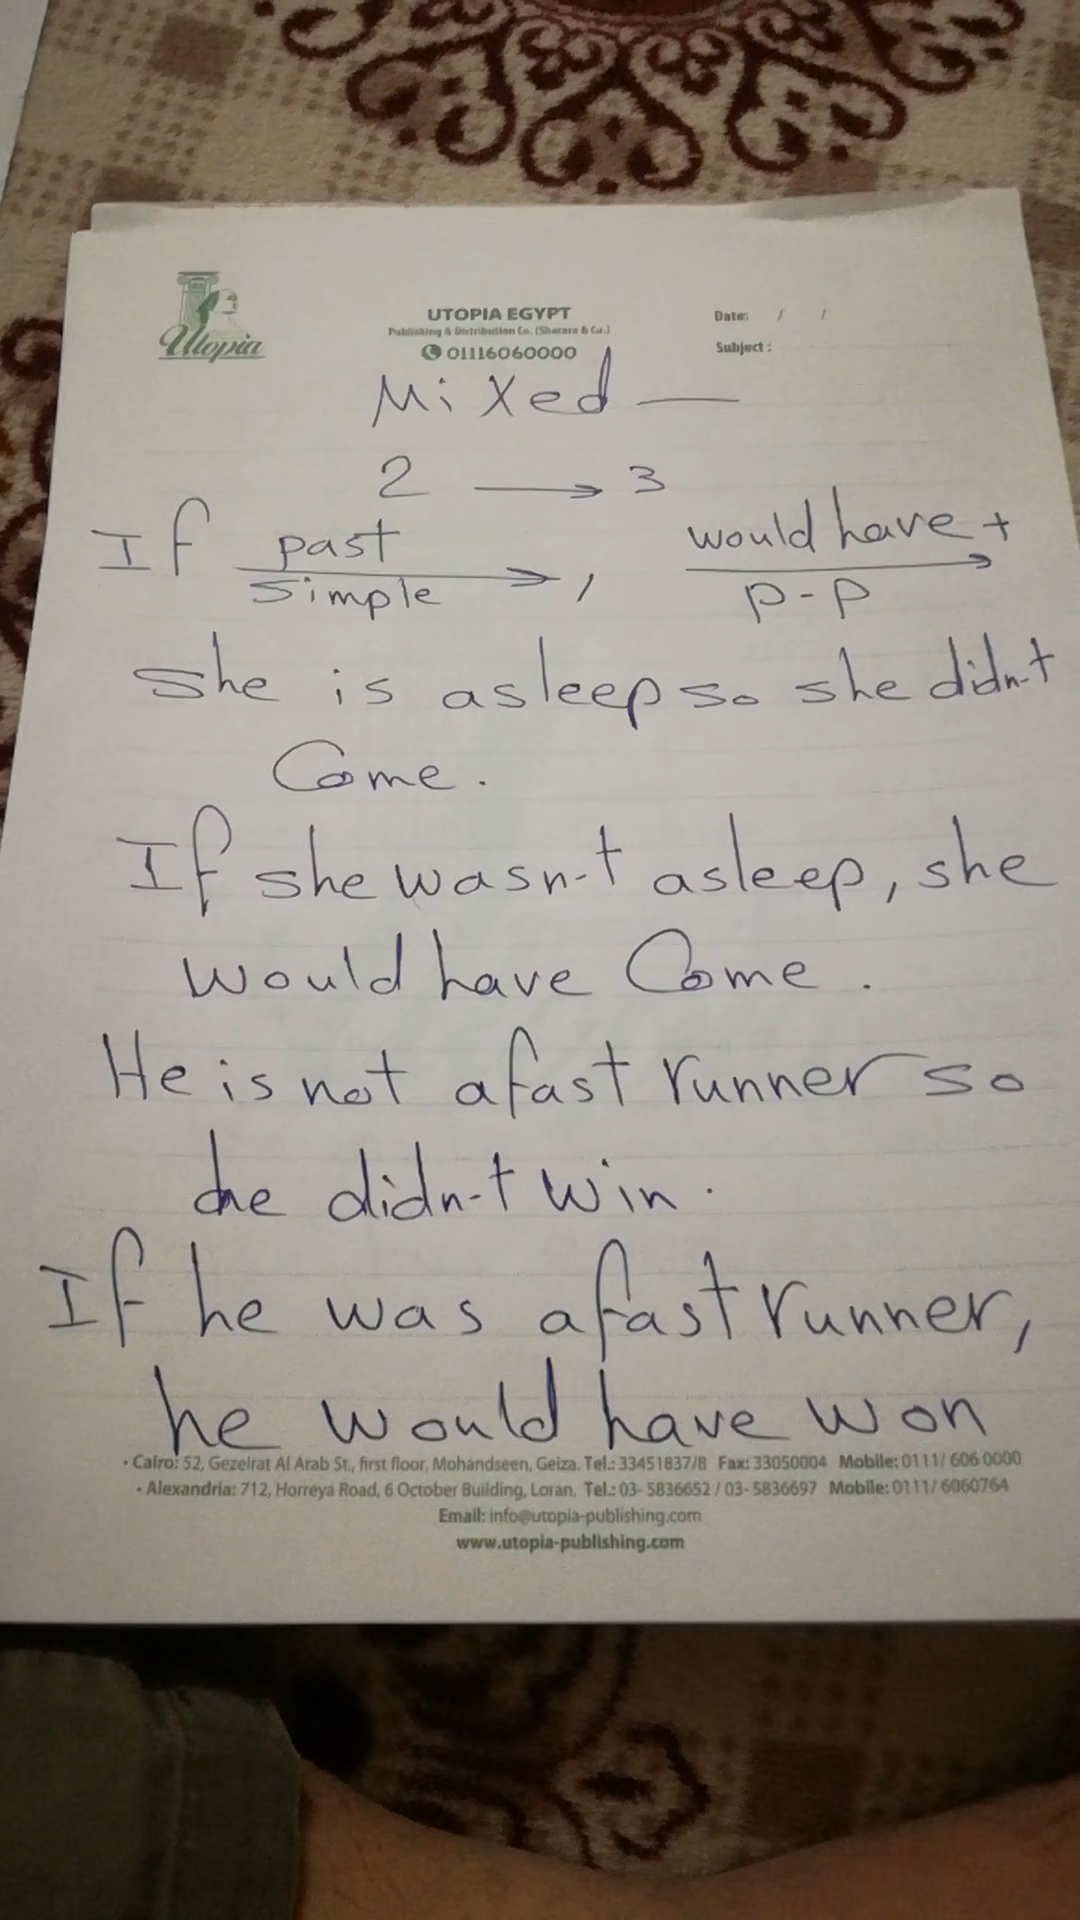 Utopia
UTOPIA EGYPT
Publishing & Distribution Co. (Sharara & Co.)
01116060000
Date: / /
Subject :
Mixed —
2 → 3
If past simple → , would have + p-p
she is asleep so she didn-t
Come.
If she wasn-t asleep, she
would have Come.
He is not a fast runner so
he didn-t win.
If he was a fast runner,
he would have won
• Cairo: 52, Gezeirat Al Arab St., first floor, Mohandseen, Geiza. Tel.: 33451837/8 Fax: 33050004 Mobile: 0111/ 606 0000
• Alexandria: 712, Horreya Road, 6 October Building, Loran. Tel.: 03- 5836652 / 03- 5836697 Mobile: 0111/ 6060764
Email: info@utopia-publishing.com
www.utopia-publishing.com